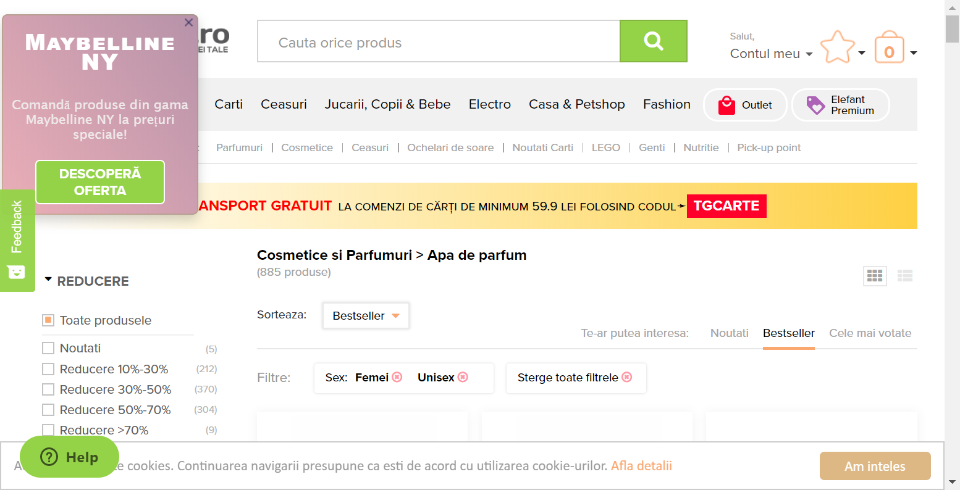 MAYBELLINE
NY
Comandă produse din gama
Maybelline NY la prețuri
speciale!
DESCOPERĂ
OFERTA
Feedback
Cauta orice produs
Salut,
Contul meu
0
Carti
Ceasuri
Jucarii, Copii & Bebe
Electro
Casa & Petshop
Fashion
Outlet
Elefant
Premium
Parfumuri | Cosmetice | Ceasuri | Ochelari de soare | Noutati Carti | LEGO | Genti | Nutritie | Pick-up point
GRATUIT LA COMENZI DE CĂRȚI DE MINIMUM 59.9 LEI FOLOSIND CODUL TGCARTE
Cosmetice si Parfumuri > Apa de parfum
(885 produse)
REDUCERE
Sorteaza:
Bestseller
Toate produsele
Te-ar putea interesa:
Noutati
Bestseller
Cele mai votate
Noutati (5)
Reducere 10%-30% (212)
Reducere 30%-50% (370)
Reducere 50%-70% (304)
Reducere >70% (9)
Filtre:
Sex: Femei Unisex
Sterge toate filtrele
Help
cookies. Continuarea navigarii presupune ca esti de acord cu utilizarea cookie-urilor. Afla detalii
Am inteles